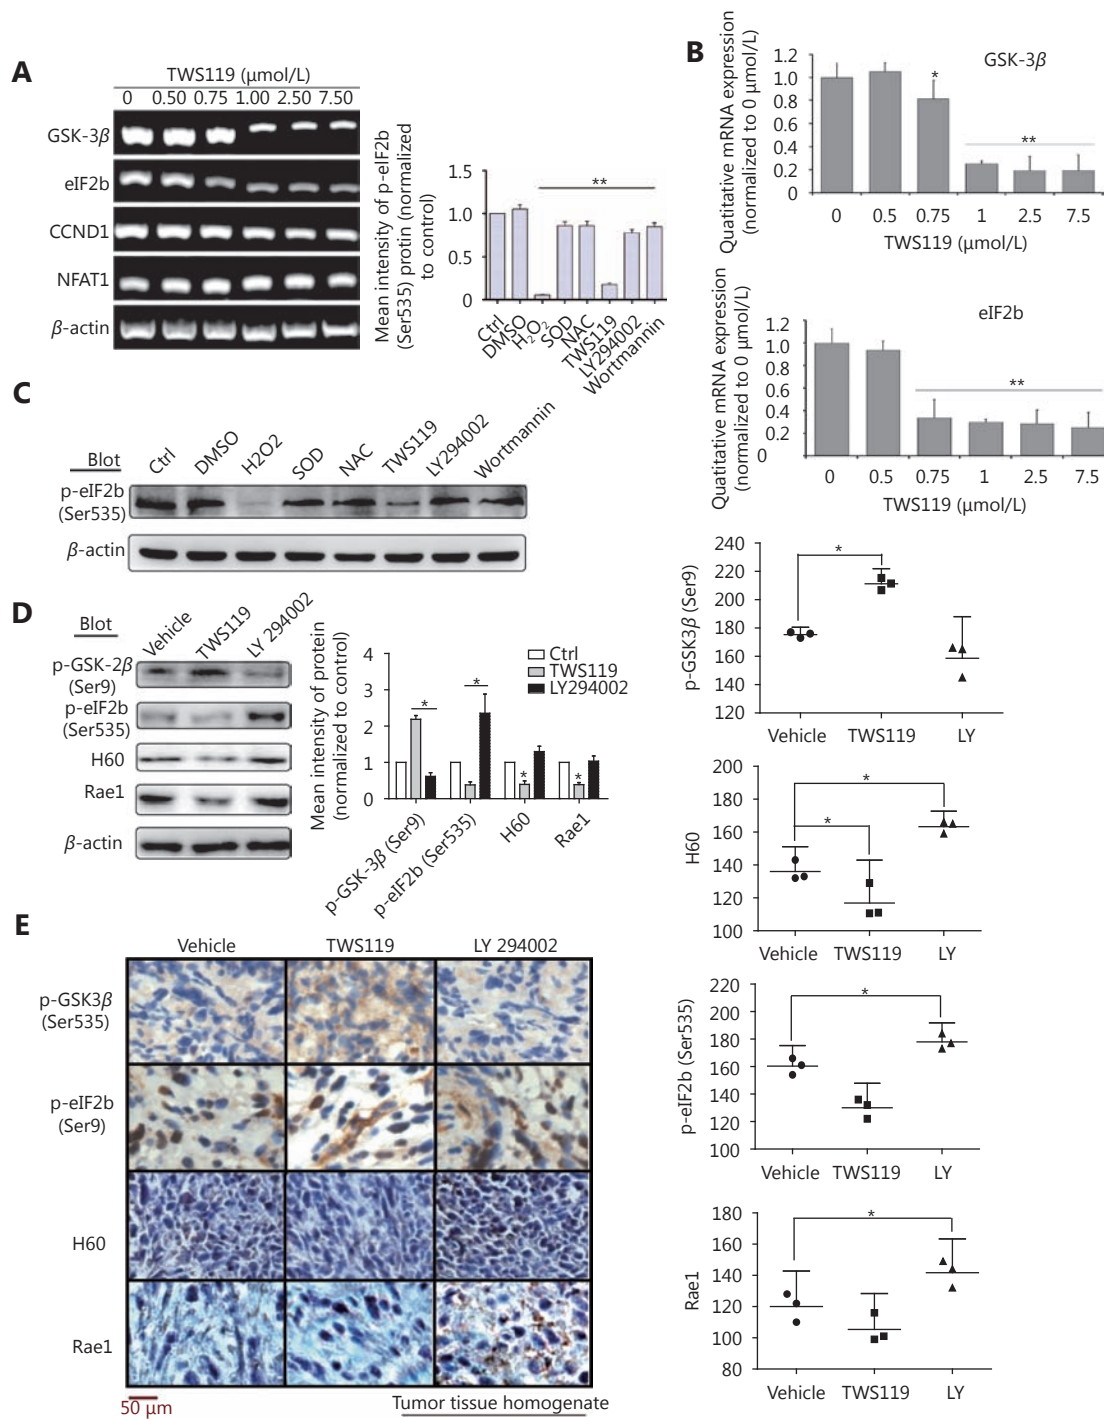 A
TWS119 (μmol/L)
0 0.50 0.75 1.00 2.50 7.50
GSK-3β
eIF2b
CCND1
NFAT1
β-actin
Mean intensity of p-eIF2b
(Ser535) protin (normalized
to control)
1.5
1.0
0.5
0
**
Ctrl
DMSO
H₂O₂
SOD
NAC
TWS119
LY294002
Wortmannin
B
Quatitative mRNA expression
(normalized to 0 μmol/L)
GSK-3β
1.2
1.0
0.8
0.6
0.4
0.2
0
*
**
0 0.5 0.75 1 2.5 7.5
TWS119 (μmol/L)
Quatitative mRNA expression
(normalized to 0 μmol/L)
eIF2b
1.2
1.0
0.8
0.6
0.4
0.2
0
**
0 0.5 0.75 1 2.5 7.5
TWS119 (μmol/L)
C
Blot
Ctrl
DMSO
H2O2
SOD
NAC
TWS119
LY294002
Wortmannin
p-eIF2b
(Ser535)
β-actin
D
Blot
Vehicle
TWS119
LY 294002
p-GSK-2β
(Ser9)
p-eIF2b
(Ser535)
H60
Rae1
β-actin
Mean intensity of protein
(normalized to control)
4
3
2
1
0
Ctrl
TWS119
LY294002
*
*
*
*
p-GSK-3β (Ser9)
p-eIF2b (Ser535)
H60
Rae1
p-GSK3β (Ser9)
240
220
200
180
160
140
120
*
Vehicle TWS119 LY
H60
200
180
160
140
120
100
*
*
Vehicle TWS119 LY
p-eIF2b (Ser535)
220
200
180
160
140
120
100
*
Vehicle TWS119 LY
Rae1
180
160
140
120
100
80
*
Vehicle TWS119 LY
E
Vehicle TWS119 LY 294002
p-GSK3β
(Ser535)
p-eIF2b
(Ser9)
H60
Rae1
50 μm
Tumor tissue homogenate